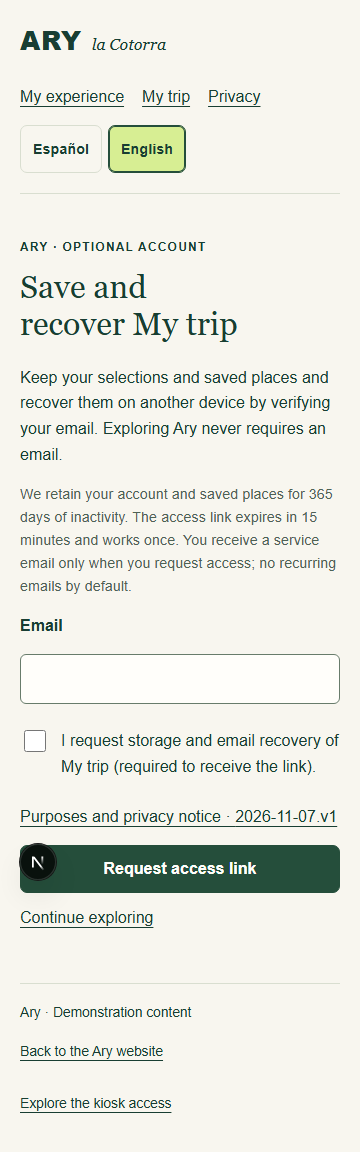 ARY la Cotorra
My experience My trip Privacy
Español English
ARY · OPTIONAL ACCOUNT
Save and
recover My trip
Keep your selections and saved places and
recover them on another device by verifying
your email. Exploring Ary never requires an
email.
We retain your account and saved places for 365
days of inactivity. The access link expires in 15
minutes and works once. You receive a service
email only when you request access; no recurring
emails by default.
Email
I request storage and email recovery of
My trip (required to receive the link).
Purposes and privacy notice · 2026-11-07.v1
N
Request access link
Continue exploring
Ary · Demonstration content
Back to the Ary website
Explore the kiosk access